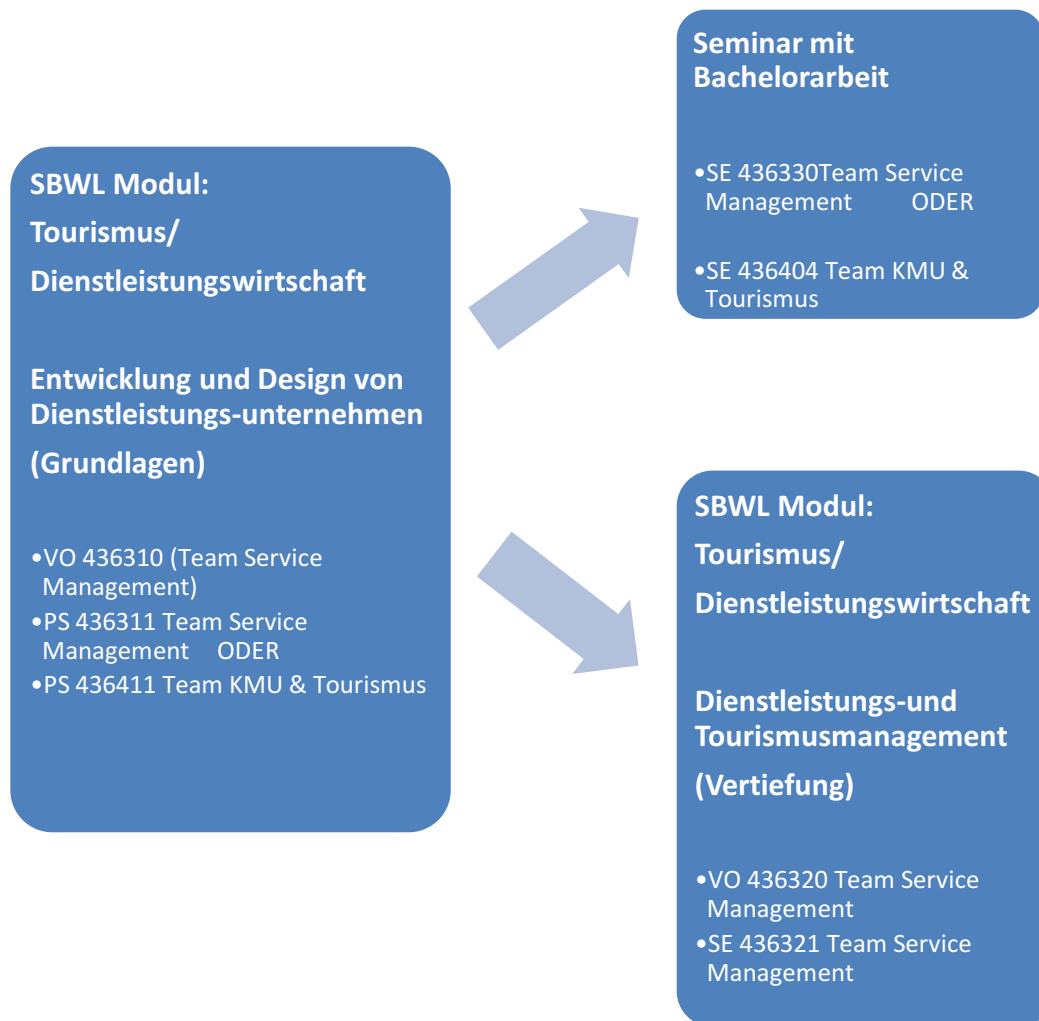 SBWL Modul:
Tourismus/
Dienstleistungswirtschaft
Entwicklung und Design von
Dienstleistungs-unternehmen
(Grundlagen)
•VO 436310 (Team Service
Management)
•PS 436311 Team Service
Management ODER
•PS 436411 Team KMU & Tourismus
Seminar mit
Bachelorarbeit
•SE 436330Team Service
Management ODER
•SE 436404 Team KMU &
Tourismus
SBWL Modul:
Tourismus/
Dienstleistungswirtschaft
Dienstleistungs-und
Tourismusmanagement
(Vertiefung)
•VO 436320 Team Service
Management
•SE 436321 Team Service
Management